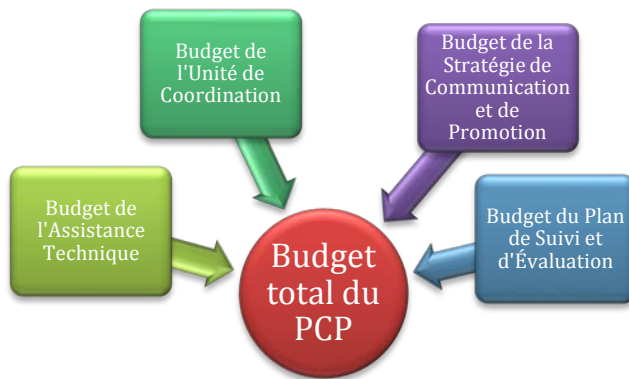 Budget de
l'Assistance
Technique
Budget de
l'Unité de
Coordination
Budget de la
Stratégie de
Communication
et de
Promotion
Budget du Plan
de Suivi et
d'Évaluation
Budget
total du
PCP